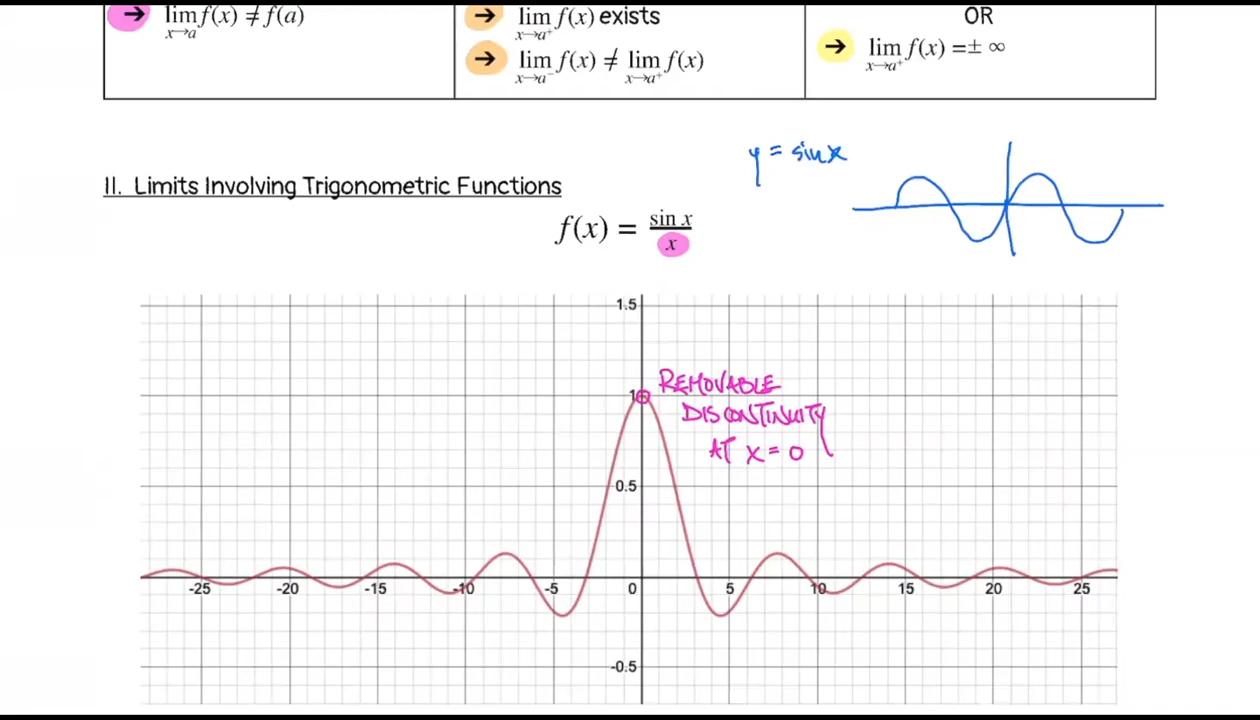 → lim f(x) ≠ f(a)
x→a
→ lim f(x) exists
x→a⁺
→ lim f(x) ≠ lim f(x)
x→a⁻ x→a⁺
OR
→ lim f(x) = ± ∞
x→a⁺
y = sin x
II. Limits Involving Trigonometric Functions
f(x) = sin x / x
1.5
1
REMOVABLE
DISCONTINUITY
AT x = 0
0.5
-25 -20 -15 -10 -5 0 5 10 15 20 25
-0.5